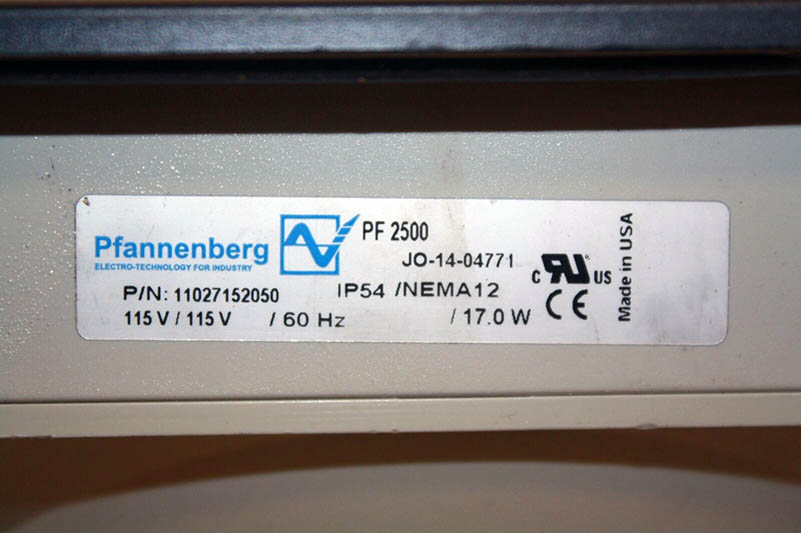 Pfannenberg
ELECTRO-TECHNOLOGY FOR INDUSTRY
PF 2500
JO-14-04771
P/N: 11027152050
IP54 /NEMA12
115 V / 115 V / 60 Hz / 17.0 W
C RU US
CE
Made in USA